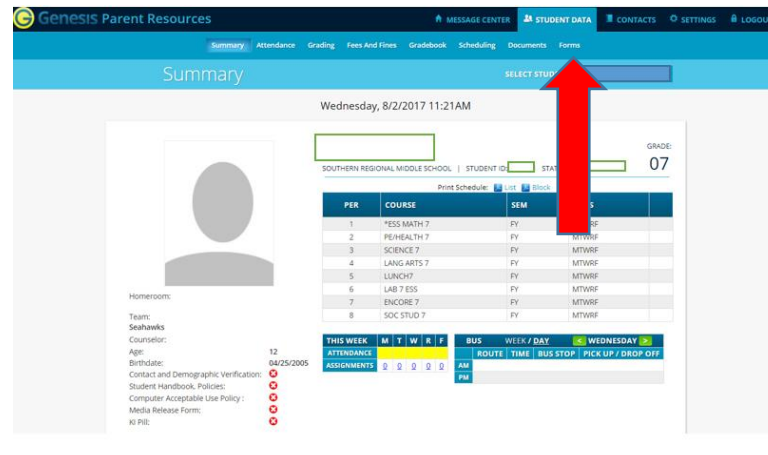 G Genesis Parent Resources MESSAGE CENTER STUDENT DATA CONTACTS SETTINGS LOGOU
Summary Attendance Grading Fees And Fines Gradebook Scheduling Documents Forms
Summary SELECT STUD
Wednesday, 8/2/2017 11:21AM
GRADE:
SOUTHERN REGIONAL MIDDLE SCHOOL | STUDENT ID: STAT 07
Print Schedule: List Block
PER COURSE SEM S
1 *ESS MATH 7 FY RF
2 PE/HEALTH 7 FY MTWRF
3 SCIENCE 7 FY MTWRF
4 LANG ARTS 7 FY MTWRF
5 LUNCH7 FY MTWRF
6 LAB 7 ESS FY MTWRF
7 ENCORE 7 FY MTWRF
8 SOC STUD 7 FY MTWRF
Homeroom:
Team:
Seahawks
Counselor:
Age: 12
Birthdate: 04/25/2005
Contact and Demographic Verification:
Student Handbook. Policies:
Computer Acceptable Use Policy :
Media Release Form:
KI Pill:
THIS WEEK M T W R F
ATTENDANCE
ASSIGNMENTS 0 0 0 0 0
BUS WEEK / DAY < WEDNESDAY >
ROUTE TIME BUS STOP PICK UP / DROP OFF
AM
PM